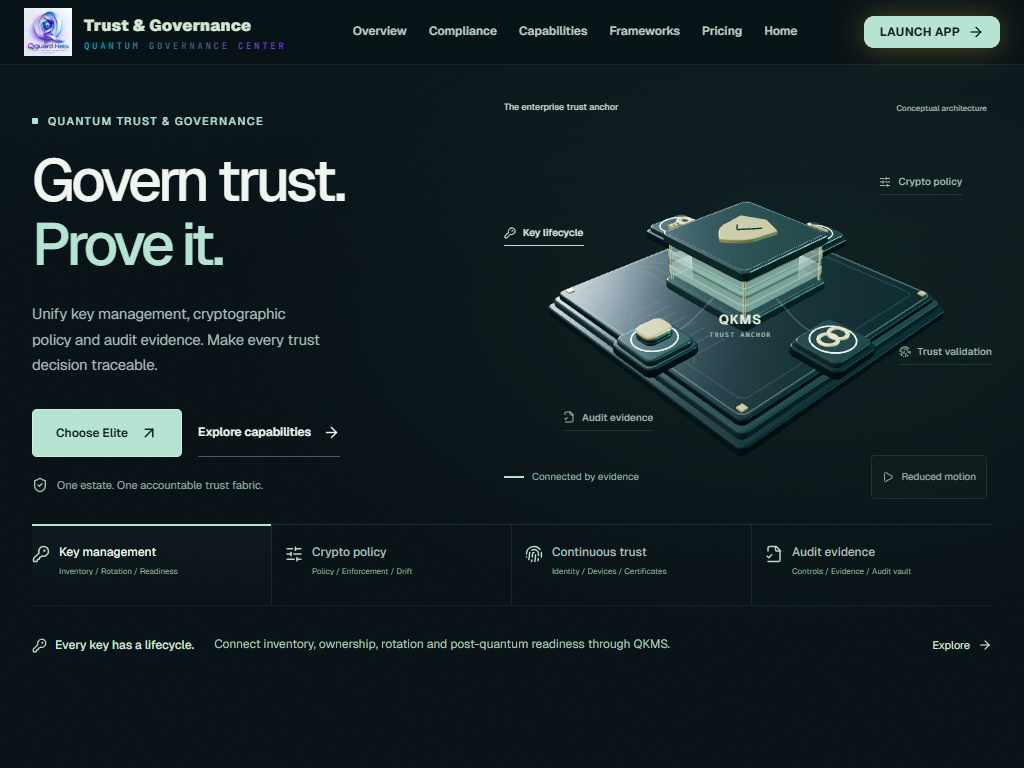 Qguard Helix
Trust & Governance
QUANTUM GOVERNANCE CENTER
Overview
Compliance
Capabilities
Frameworks
Pricing
Home
LAUNCH APP
QUANTUM TRUST & GOVERNANCE
Govern trust.
Prove it.
Unify key management, cryptographic
policy and audit evidence. Make every trust
decision traceable.
Choose Elite
Explore capabilities
One estate. One accountable trust fabric.
The enterprise trust anchor
Conceptual architecture
Crypto policy
Key lifecycle
QKMS
TRUST ANCHOR
Trust validation
Audit evidence
Connected by evidence
Reduced motion
Key management
Inventory / Rotation / Readiness
Crypto policy
Policy / Enforcement / Drift
Continuous trust
Identity / Devices / Certificates
Audit evidence
Controls / Evidence / Audit vault
Every key has a lifecycle.
Connect inventory, ownership, rotation and post-quantum readiness through QKMS.
Explore